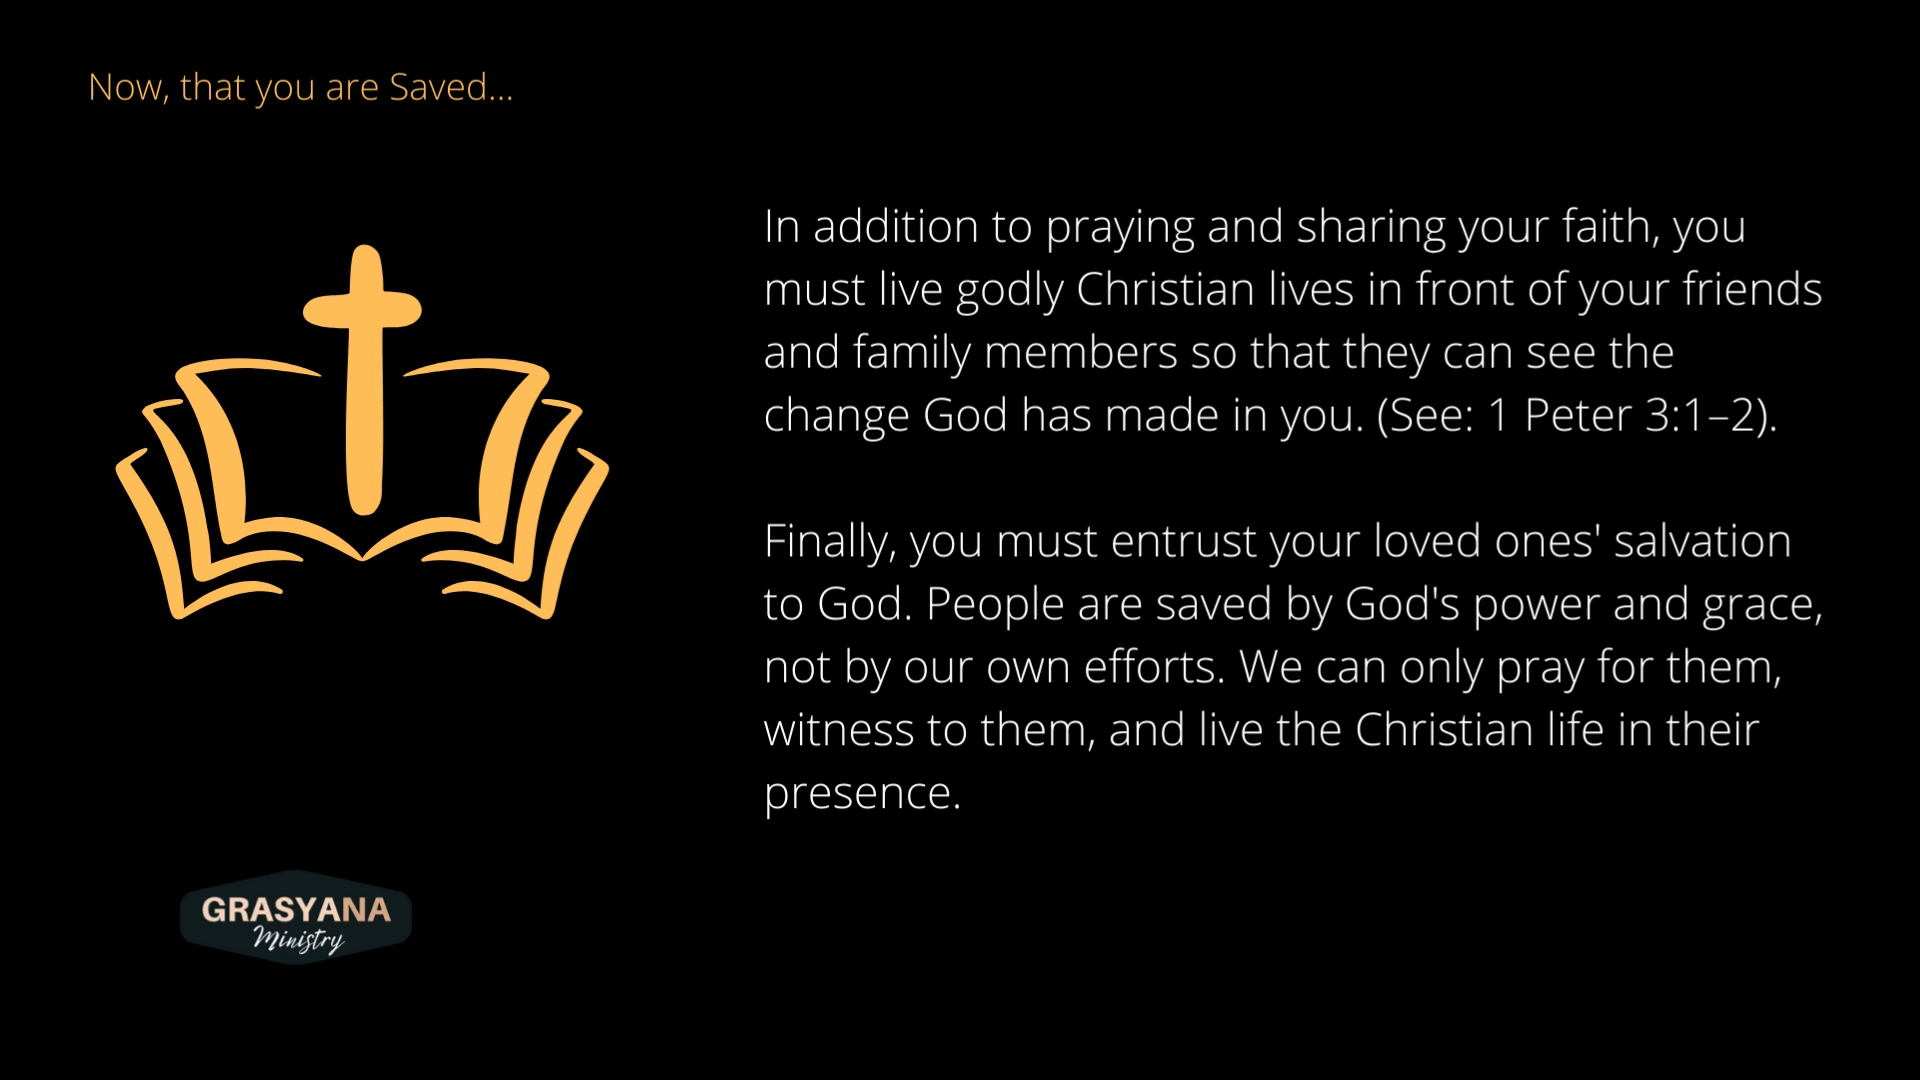 Now, that you are Saved...
In addition to praying and sharing your faith, you
must live godly Christian lives in front of your friends
and family members so that they can see the
change God has made in you. (See: 1 Peter 3:1–2).
Finally, you must entrust your loved ones' salvation
to God. People are saved by God's power and grace,
not by our own efforts. We can only pray for them,
witness to them, and live the Christian life in their
presence.
GRASYANA
Ministry